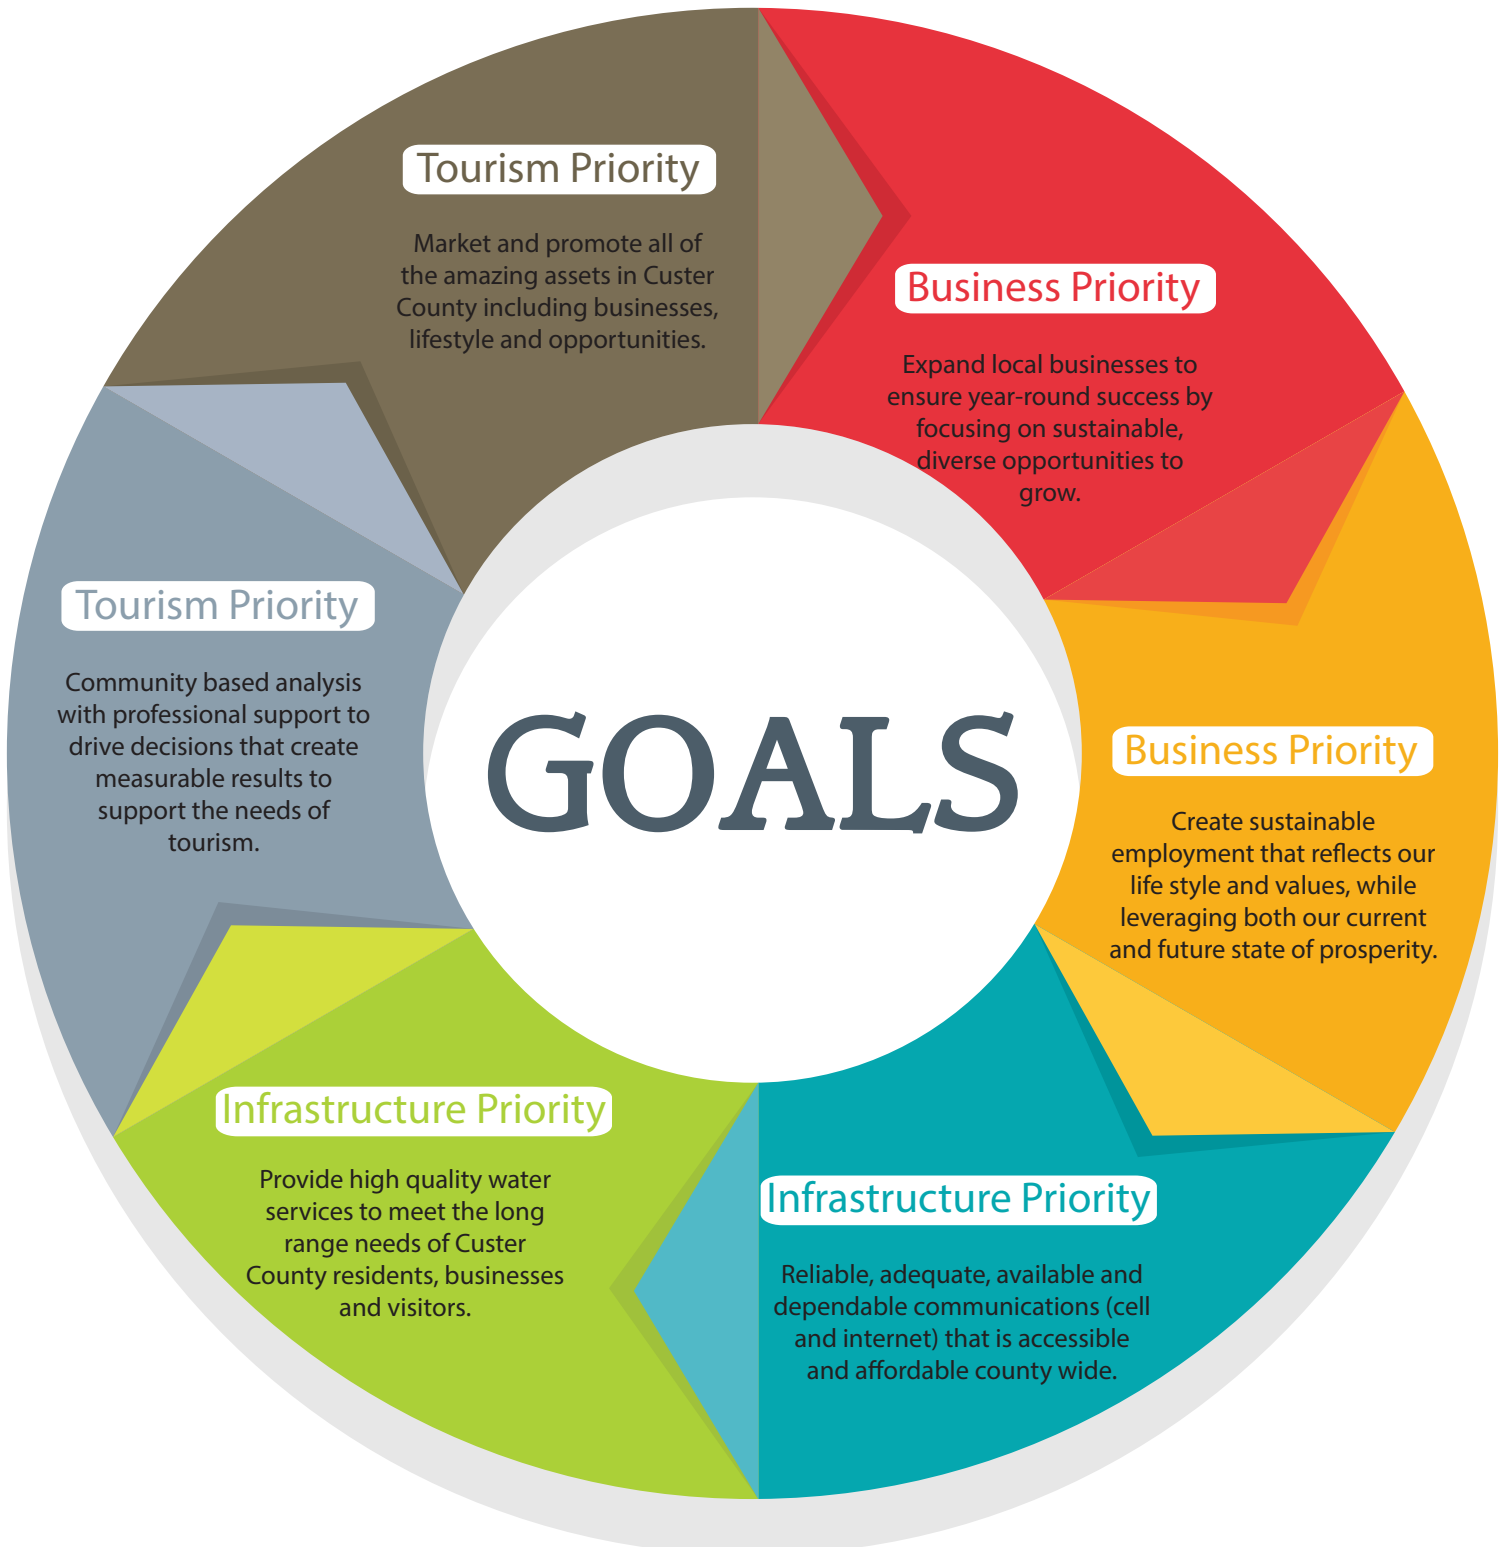 Tourism Priority
Market and promote all of
the amazing assets in Custer
County including businesses,
lifestyle and opportunities.
Business Priority
Expand local businesses to
ensure year-round success by
focusing on sustainable,
diverse opportunities to
grow.
Tourism Priority
Community based analysis
with professional support to
drive decisions that create
measurable results to
support the needs of
tourism.
GOALS
Business Priority
Create sustainable
employment that reflects our
life style and values, while
leveraging both our current
and future state of prosperity.
Infrastructure Priority
Provide high quality water
services to meet the long
range needs of Custer
County residents, businesses
and visitors.
Infrastructure Priority
Reliable, adequate, available and
dependable communications (cell
and internet) that is accessible
and affordable county wide.